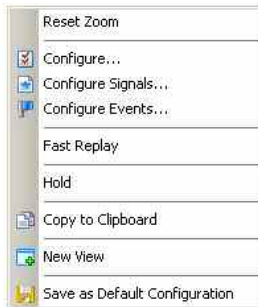 Reset Zoom
Configure...
Configure Signals...
Configure Events...
Fast Replay
Hold
Copy to Clipboard
New View
Save as Default Configuration